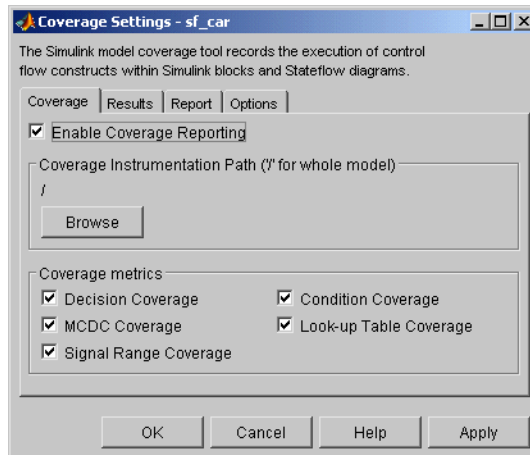 Coverage Settings - sf_car
The Simulink model coverage tool records the execution of control
flow constructs within Simulink blocks and Stateflow diagrams.
Coverage Results Report Options
Enable Coverage Reporting
Coverage Instrumentation Path ('/' for whole model)
/
Browse
Coverage metrics
Decision Coverage Condition Coverage
MCDC Coverage Look-up Table Coverage
Signal Range Coverage
OK Cancel Help Apply